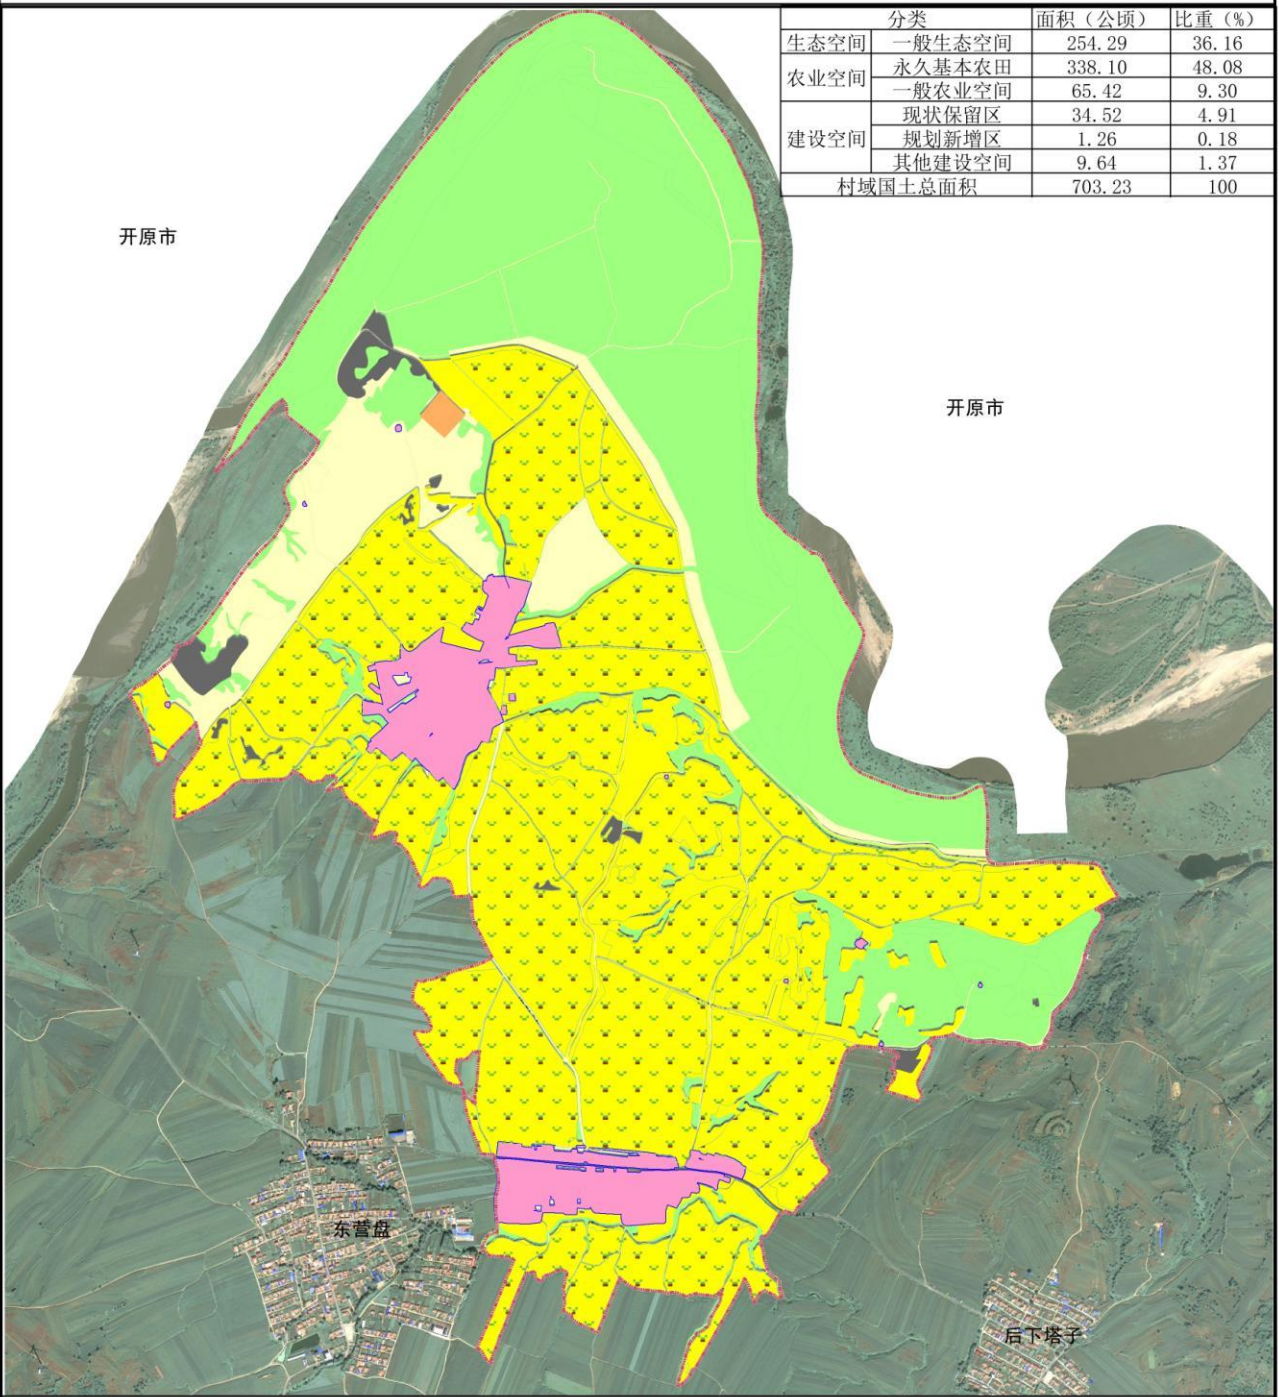 分类 面积（公顷） 比重（%）
生态空间 一般生态空间 254.29 36.16
农业空间 永久基本农田 338.10 48.08
一般农业空间 65.42 9.30
建设空间 现状保留区 34.52 4.91
规划新增区 1.26 0.18
其他建设空间 9.64 1.37
村域国土总面积 703.23 100
开原市
开原市
东营盘
后下塔子